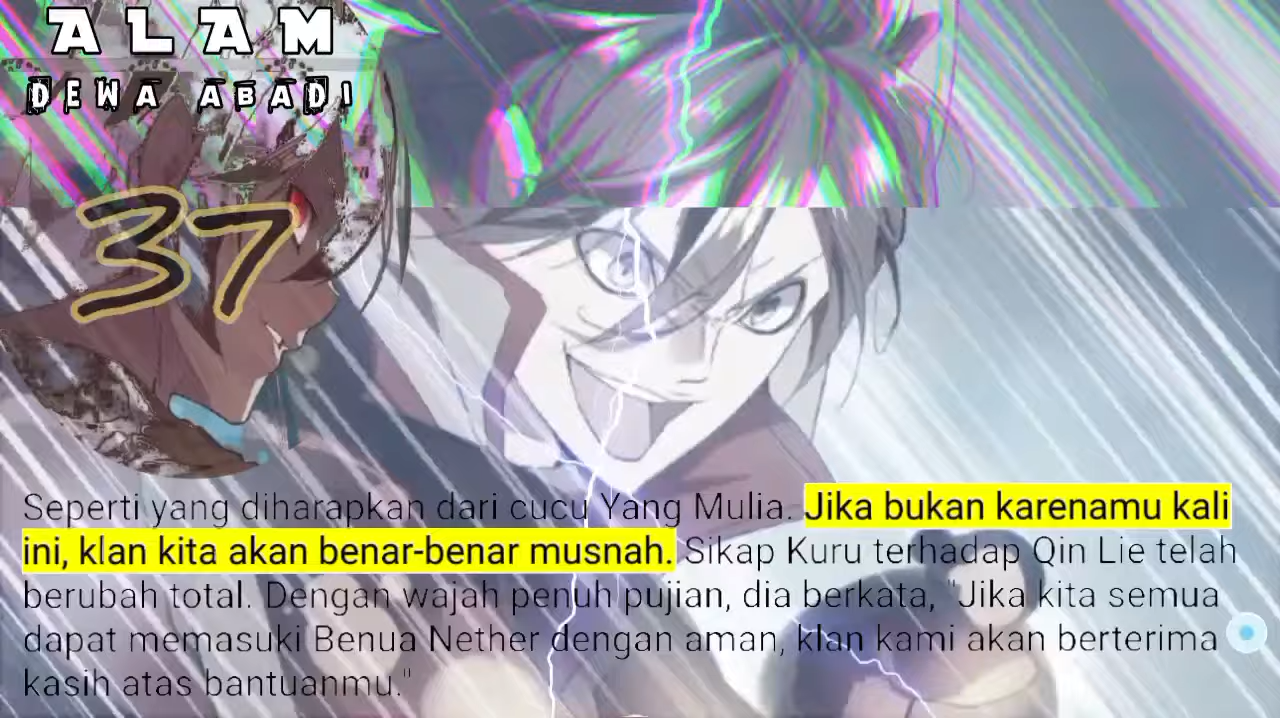 ALAM
DEWA ABADI
37
Seperti yang diharapkan dari cucu Yang Mulia. Jika bukan karenamu kali
ini, klan kita akan benar-benar musnah. Sikap Kuru terhadap Qin Lie telah
berubah total. Dengan wajah penuh pujian, dia berkata, "Jika kita semua
dapat memasuki Benua Nether dengan aman, klan kami akan berterima
kasih atas bantuanmu."